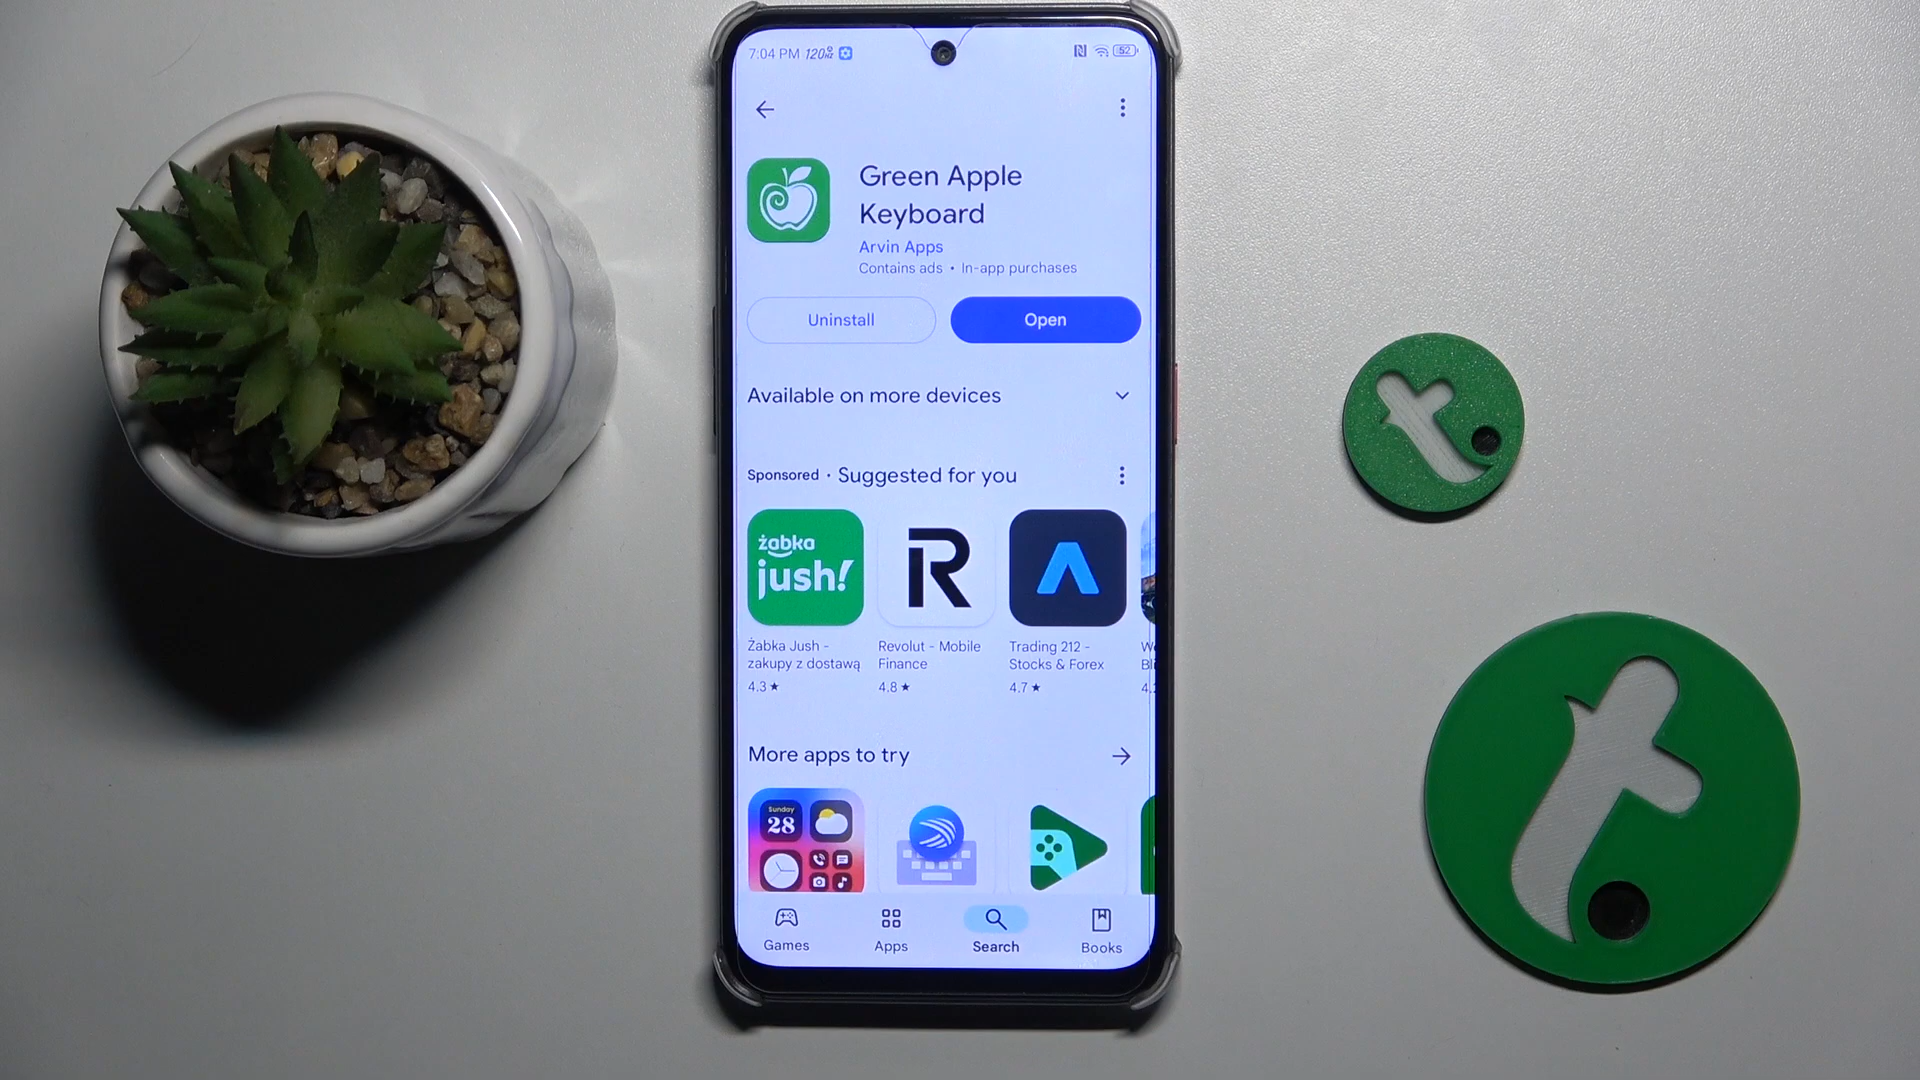 7:04 PM 120Hz
52
Green Apple
Keyboard
Arvin Apps
Contains ads • In-app purchases
Uninstall
Open
Available on more devices
Sponsored · Suggested for you
żabka
jush!
R
Żabka Jush -
zakupy z dostawą
4.3 ★
Revolut - Mobile
Finance
4.8 ★
Trading 212 -
Stocks & Forex
4.7 ★
More apps to try
Sunday
28
Games
Apps
Search
Books